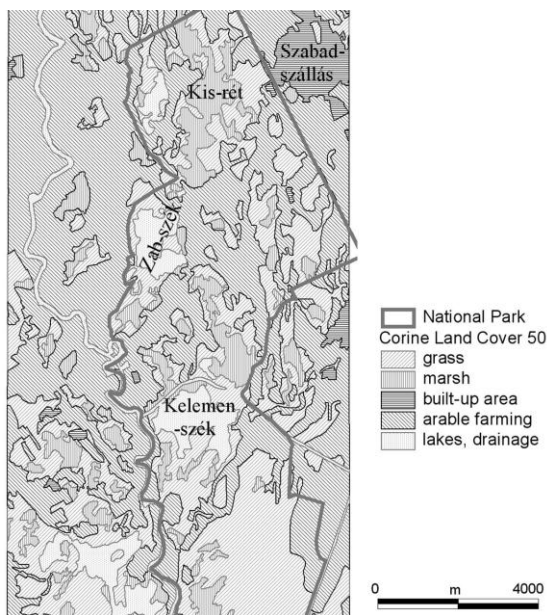 Szabad-
szállás
Kis-rét
Zab-szék
Kelemen
-szék
National Park
Corine Land Cover 50
grass
marsh
built-up area
arable farming
lakes, drainage
0 m 4000